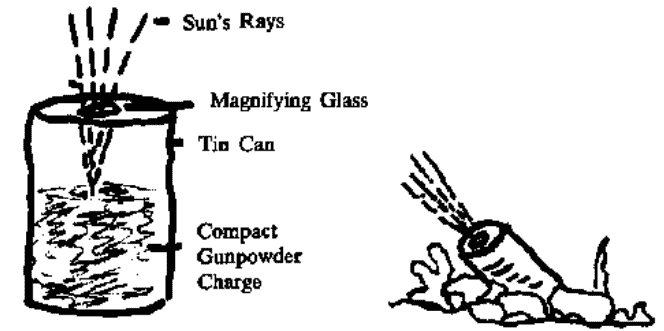 Sun's Rays
Magnifying Glass
Tin Can
Compact
Gunpowder
Charge